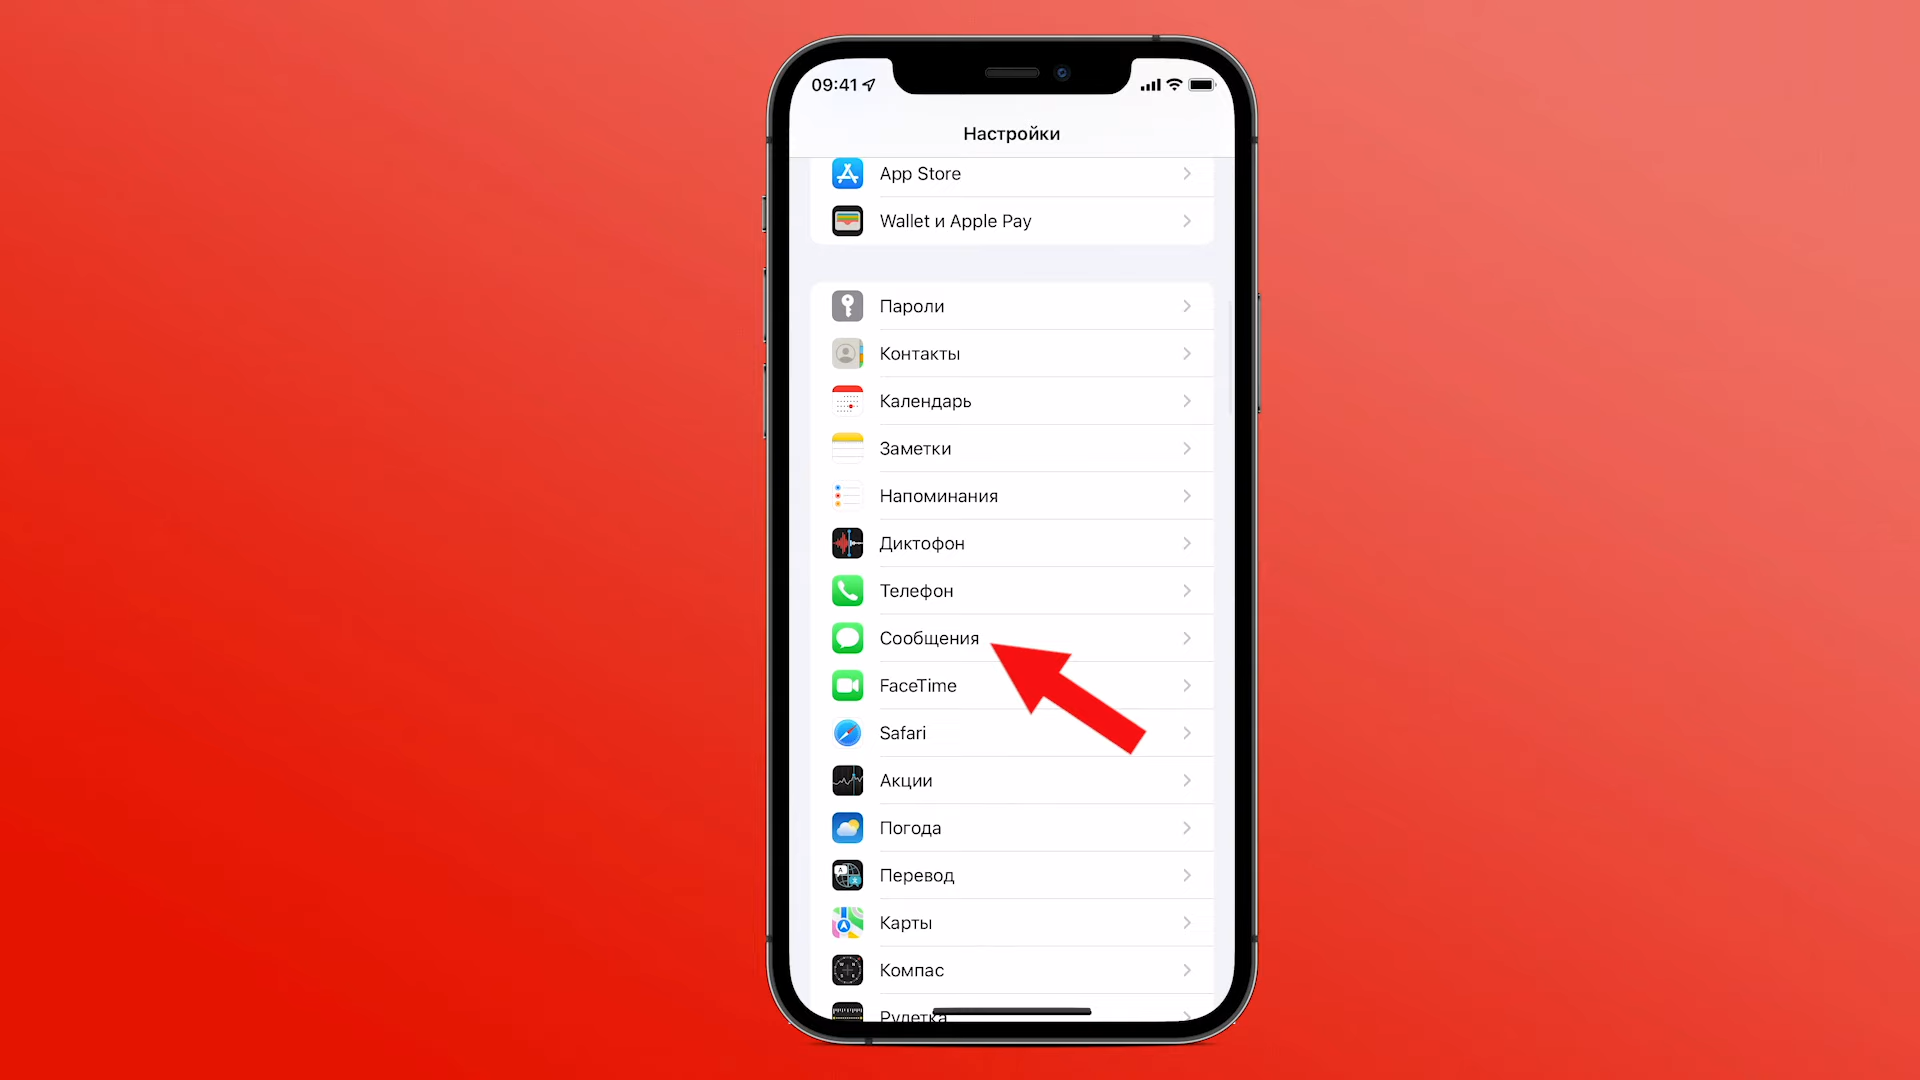 09:41
Настройки
App Store
Wallet и Apple Pay
Пароли
Контакты
Календарь
Заметки
Напоминания
Диктофон
Телефон
Сообщения
FaceTime
Safari
Акции
Погода
Перевод
Карты
Компас
Рулетка